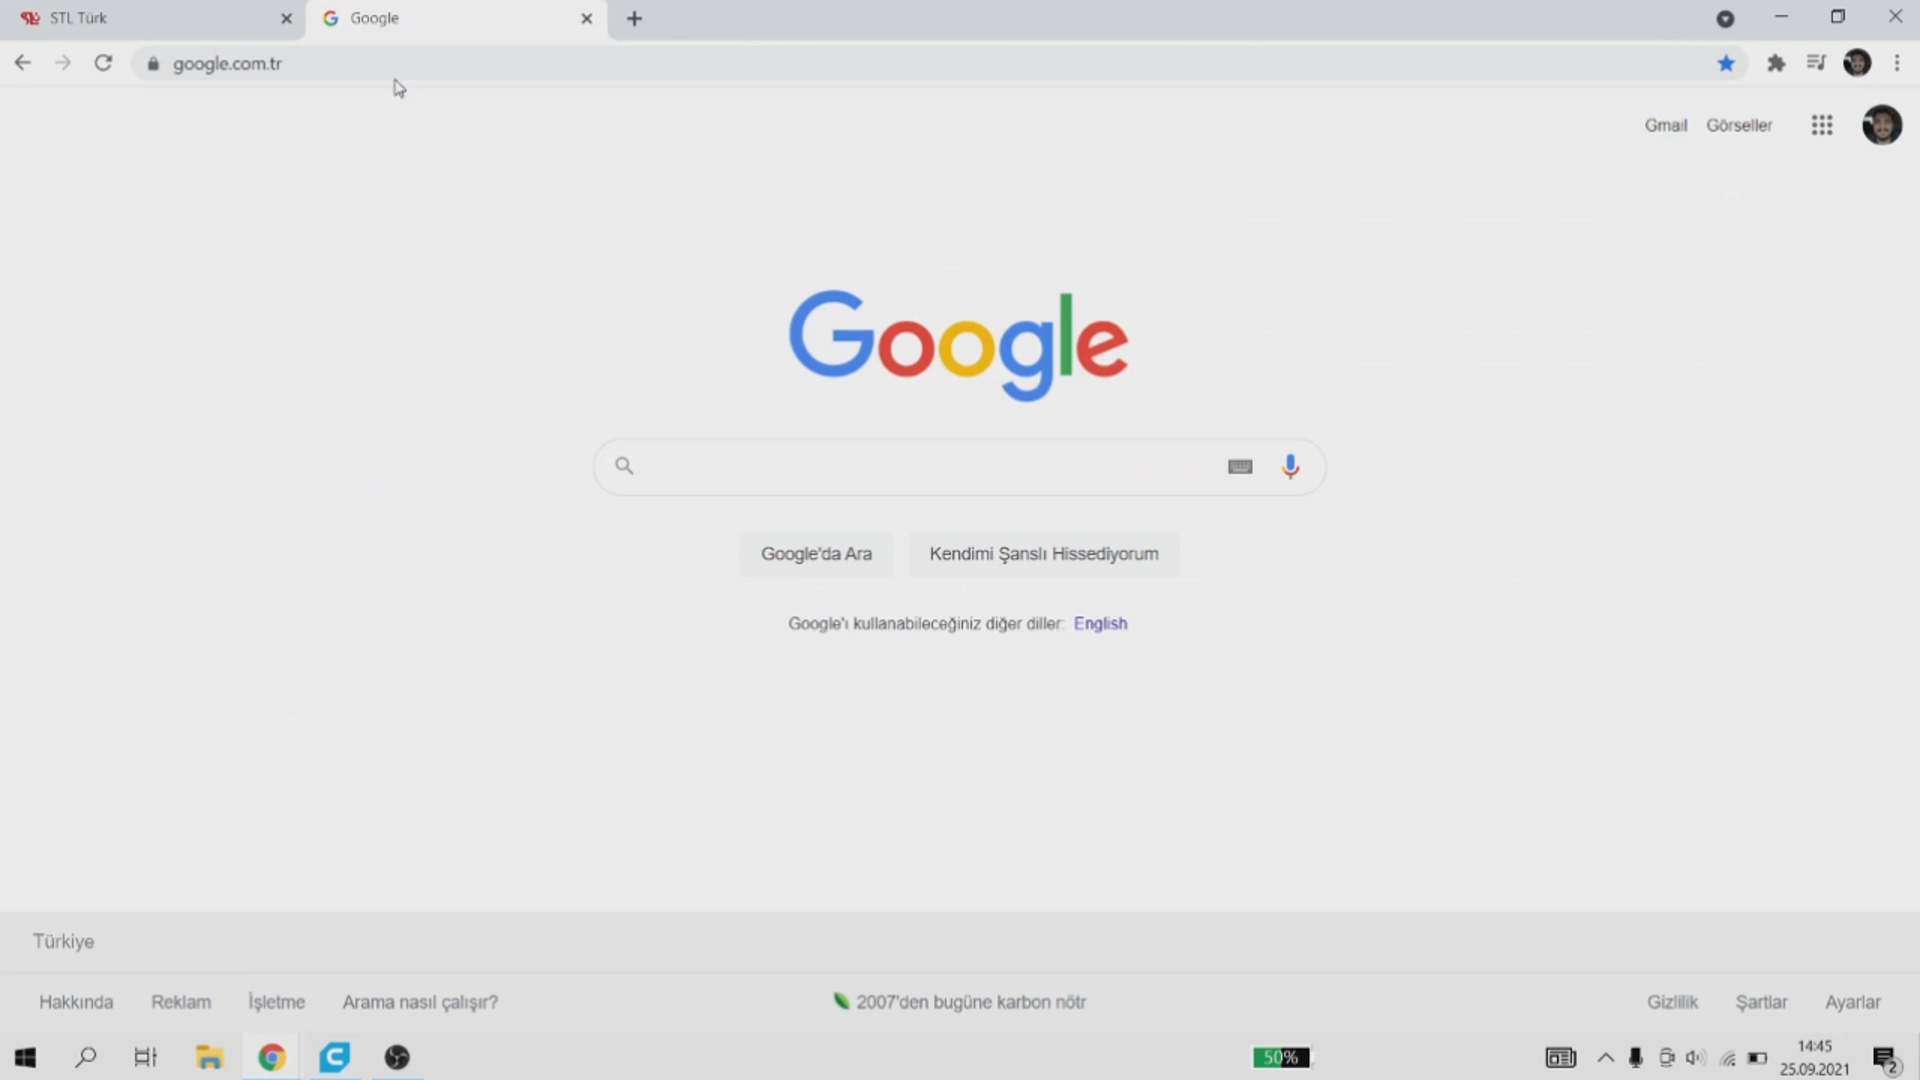 STL Türk
Google
google.com.tr
Gmail Görseller
Google
Google'da Ara
Kendimi Şanslı Hissediyorum
Google'ı kullanabileceğiniz diğer diller: English
Türkiye
Hakkında Reklam İşletme Arama nasıl çalışır?
2007'den bugüne karbon nötr
Gizlilik Şartlar Ayarlar
50%
14:45
25.09.2021
2